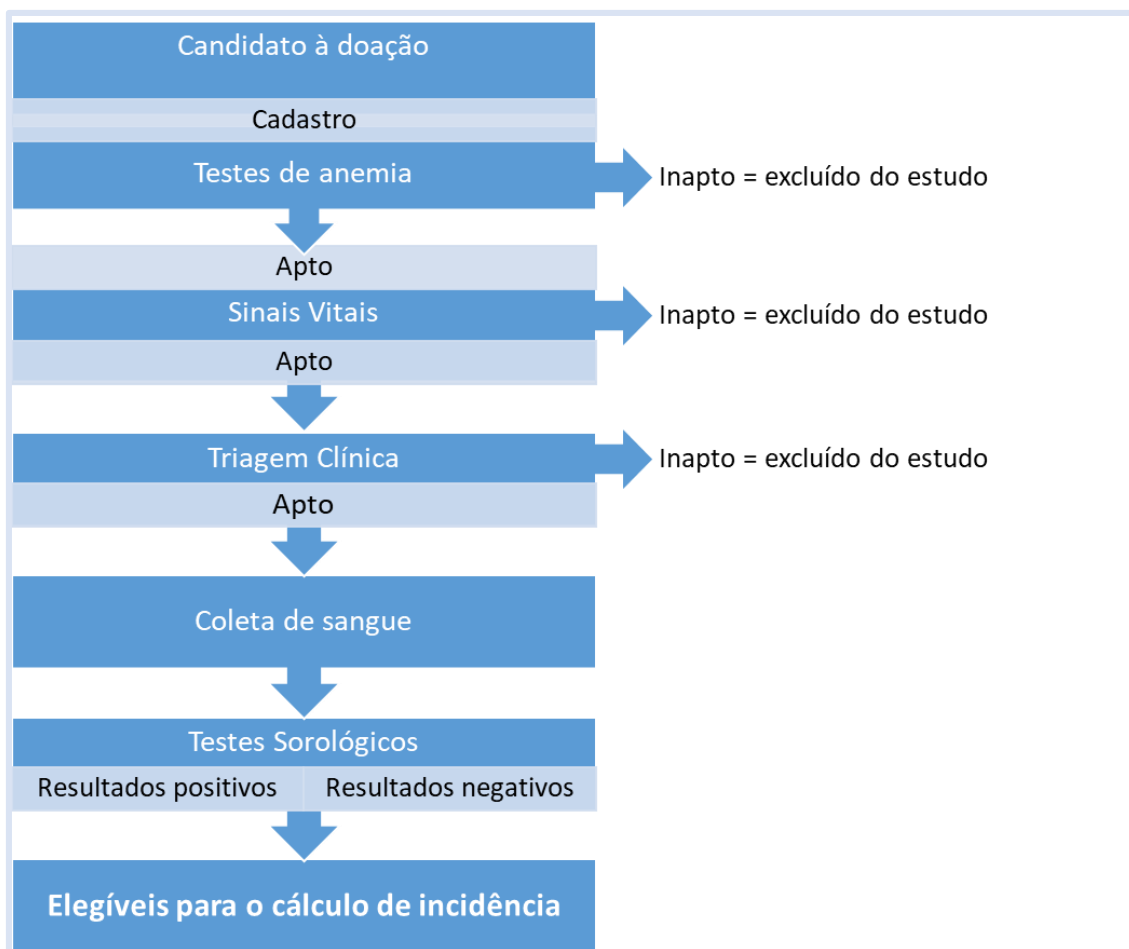 Candidato à doação
Cadastro
Testes de anemia
Inapto = excluído do estudo
Apto
Sinais Vitais
Inapto = excluído do estudo
Apto
Triagem Clínica
Inapto = excluído do estudo
Apto
Coleta de sangue
Testes Sorológicos
Resultados positivos
Resultados negativos
Elegíveis para o cálculo de incidência